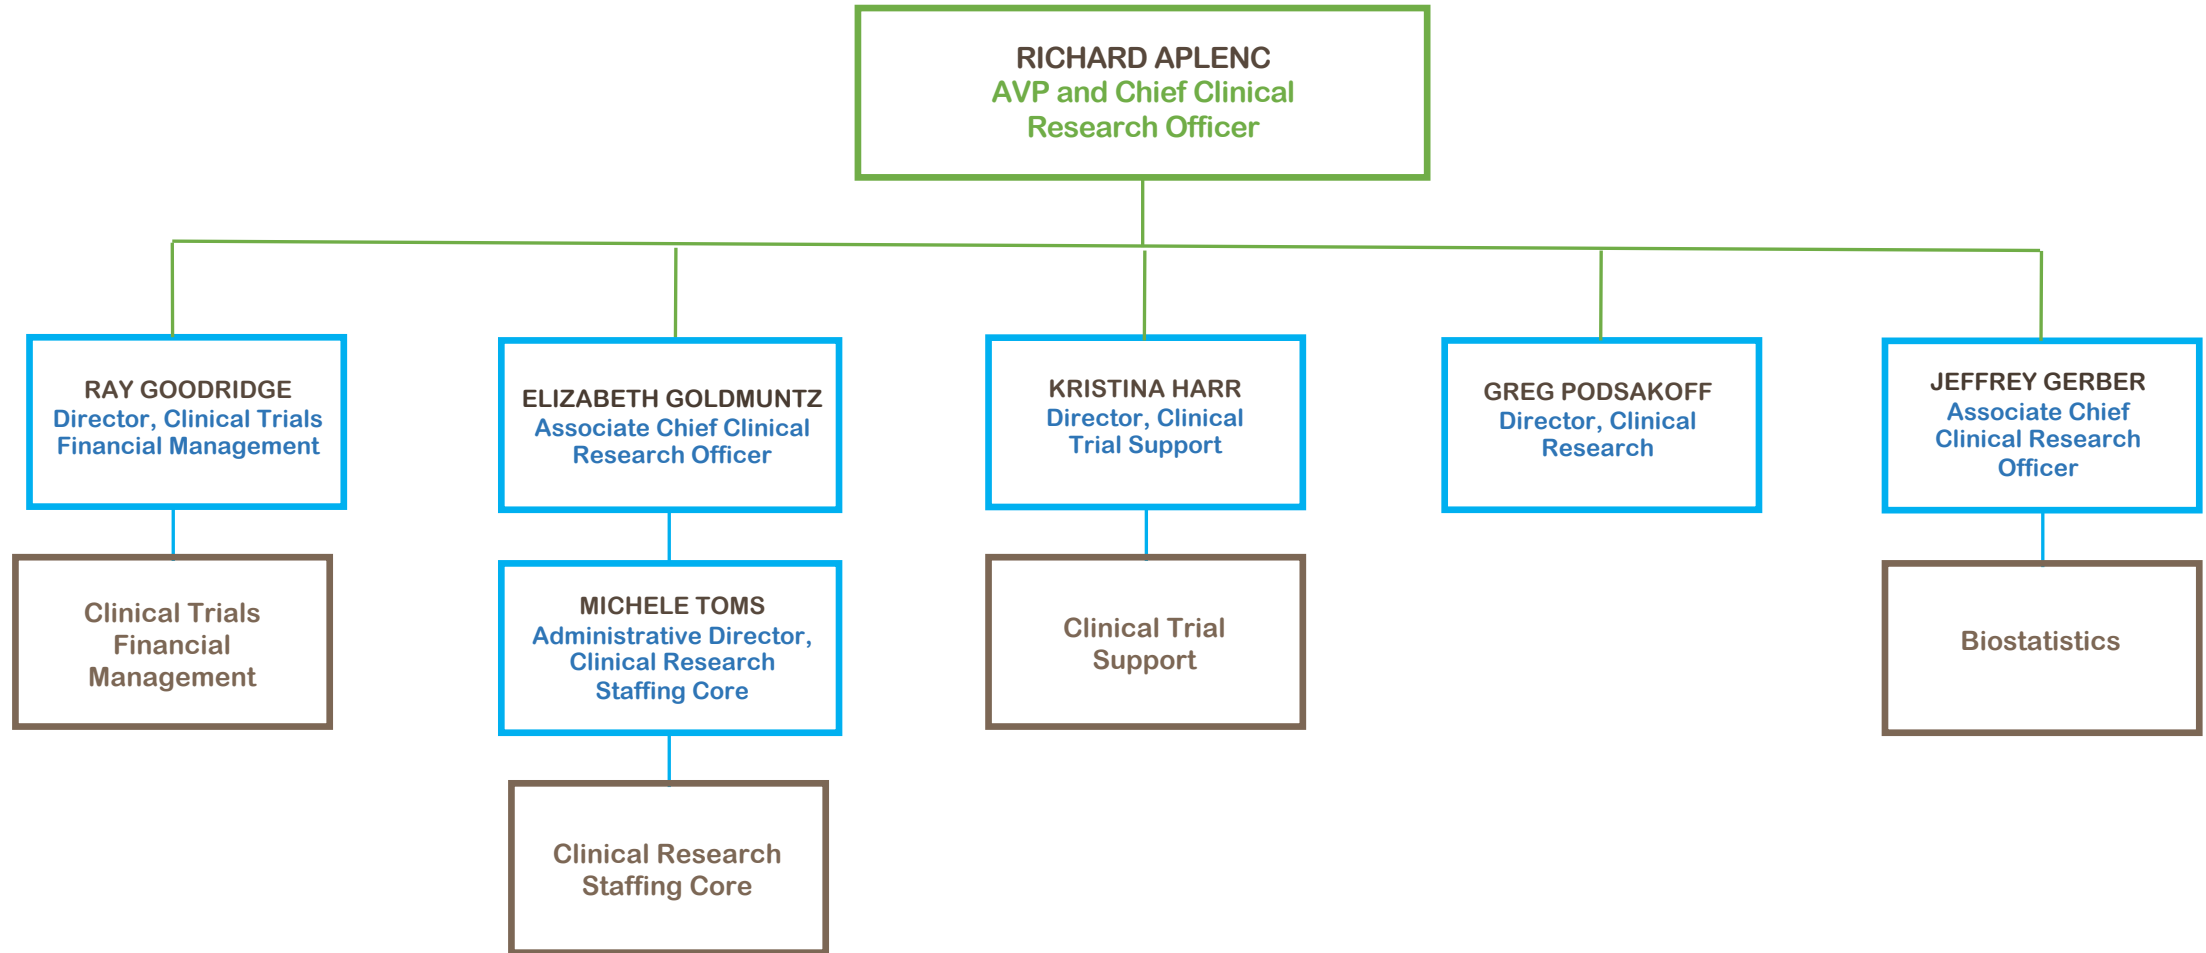 RICHARD APLENC
AVP and Chief Clinical
Research Officer
RAY GOODRIDGE
Director, Clinical Trials
Financial Management
ELIZABETH GOLDMUNTZ
Associate Chief Clinical
Research Officer
KRISTINA HARR
Director, Clinical
Trial Support
GREG PODSAKOFF
Director, Clinical
Research
JEFFREY GERBER
Associate Chief
Clinical Research
Officer
Clinical Trials
Financial
Management
MICHELE TOMS
Administrative Director,
Clinical Research
Staffing Core
Clinical Trial
Support
Biostatistics
Clinical Research
Staffing Core